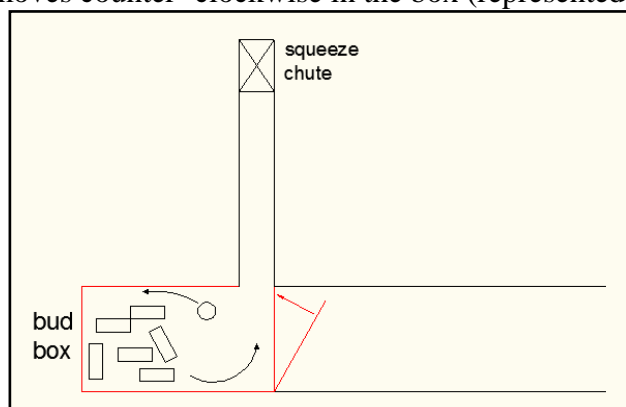 moves counter-clockwise in the box (represented
squeeze
chute
bud
box